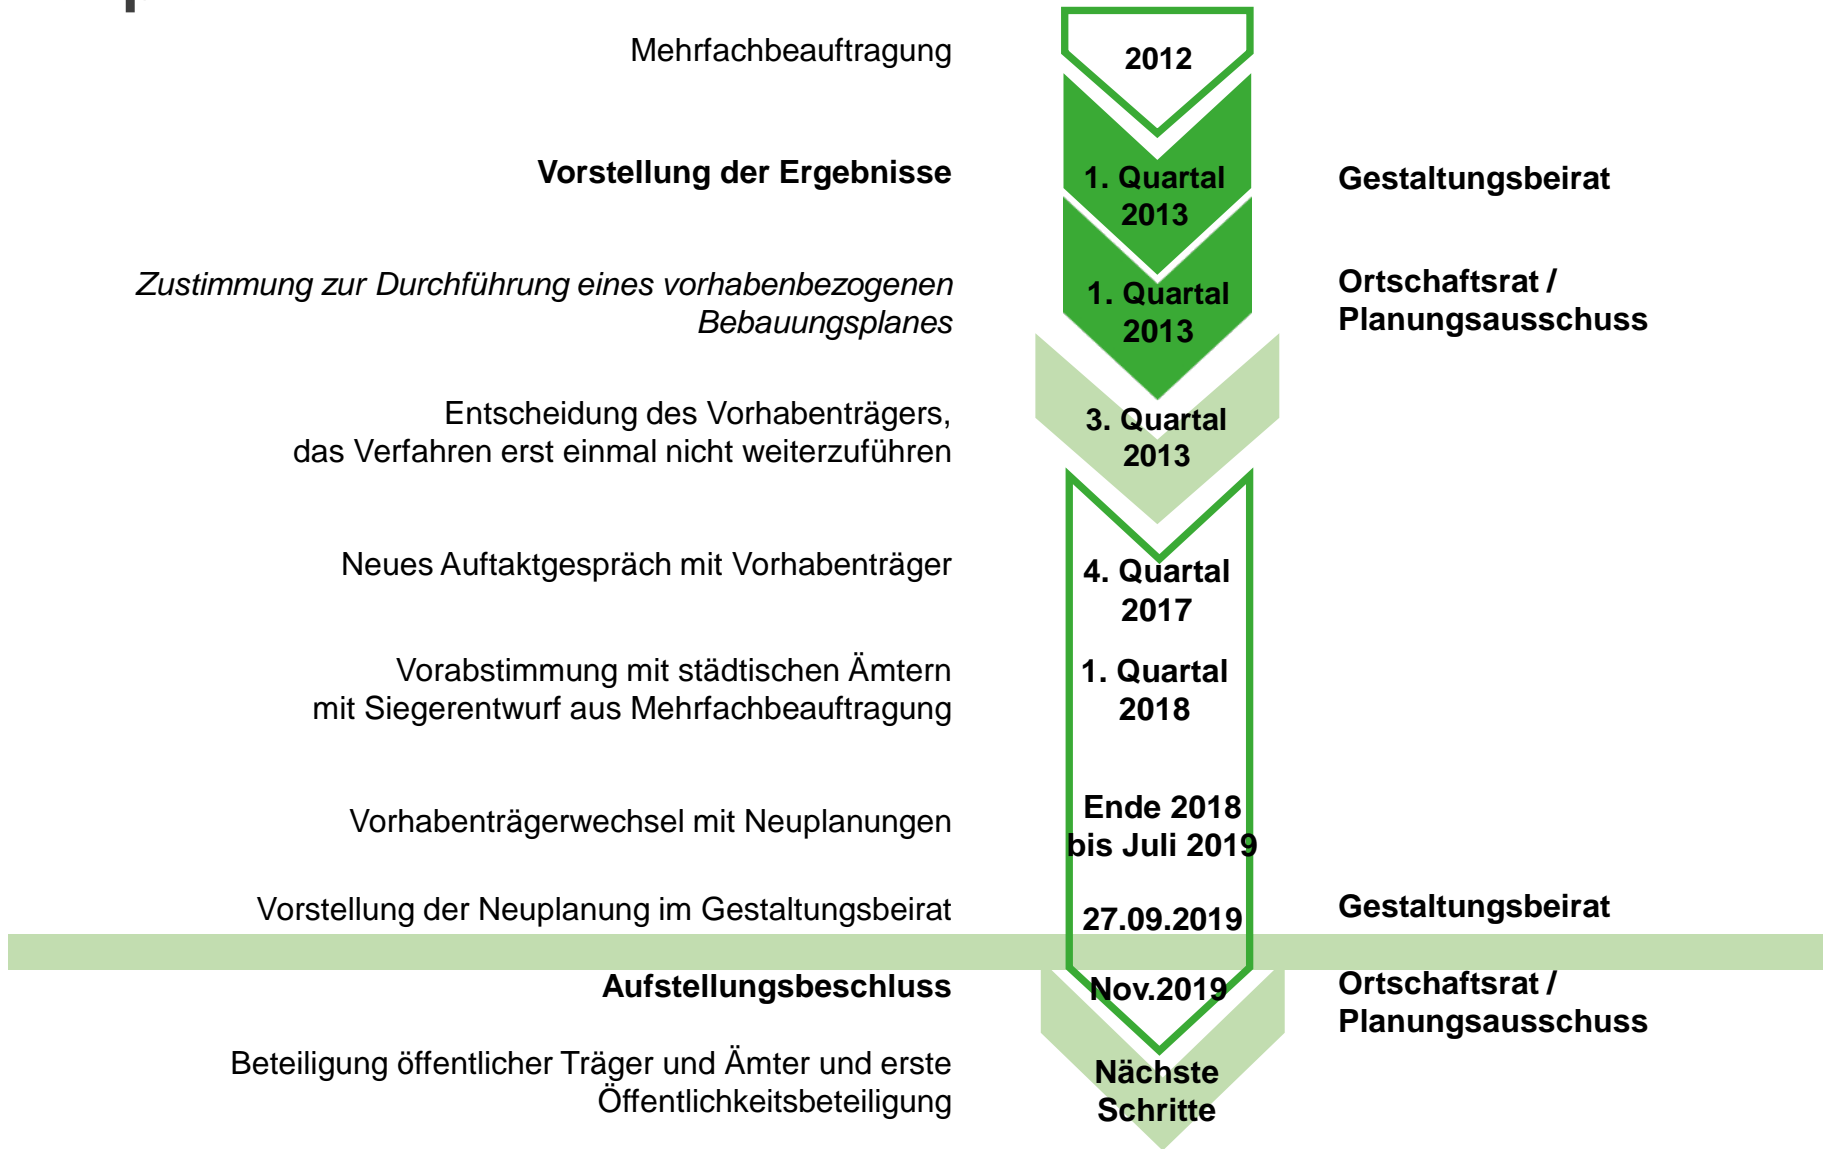 Mehrfachbeauftragung
2012
Vorstellung der Ergebnisse
1. Quartal
2013
Gestaltungsbeirat
Zustimmung zur Durchführung eines vorhabenbezogenen
Bebauungsplanes
1. Quartal
2013
Ortschaftsrat /
Planungsausschuss
Entscheidung des Vorhabenträgers,
das Verfahren erst einmal nicht weiterzuführen
3. Quartal
2013
Neues Auftaktgespräch mit Vorhabenträger
4. Quartal
2017
Vorabstimmung mit städtischen Ämtern
mit Siegerentwurf aus Mehrfachbeauftragung
1. Quartal
2018
Vorhabenträgerwechsel mit Neuplanungen
Ende 2018
bis Juli 2019
Vorstellung der Neuplanung im Gestaltungsbeirat
27.09.2019
Gestaltungsbeirat
Aufstellungsbeschluss
Nov.2019
Ortschaftsrat /
Planungsausschuss
Beteiligung öffentlicher Träger und Ämter und erste
Öffentlichkeitsbeteiligung
Nächste
Schritte